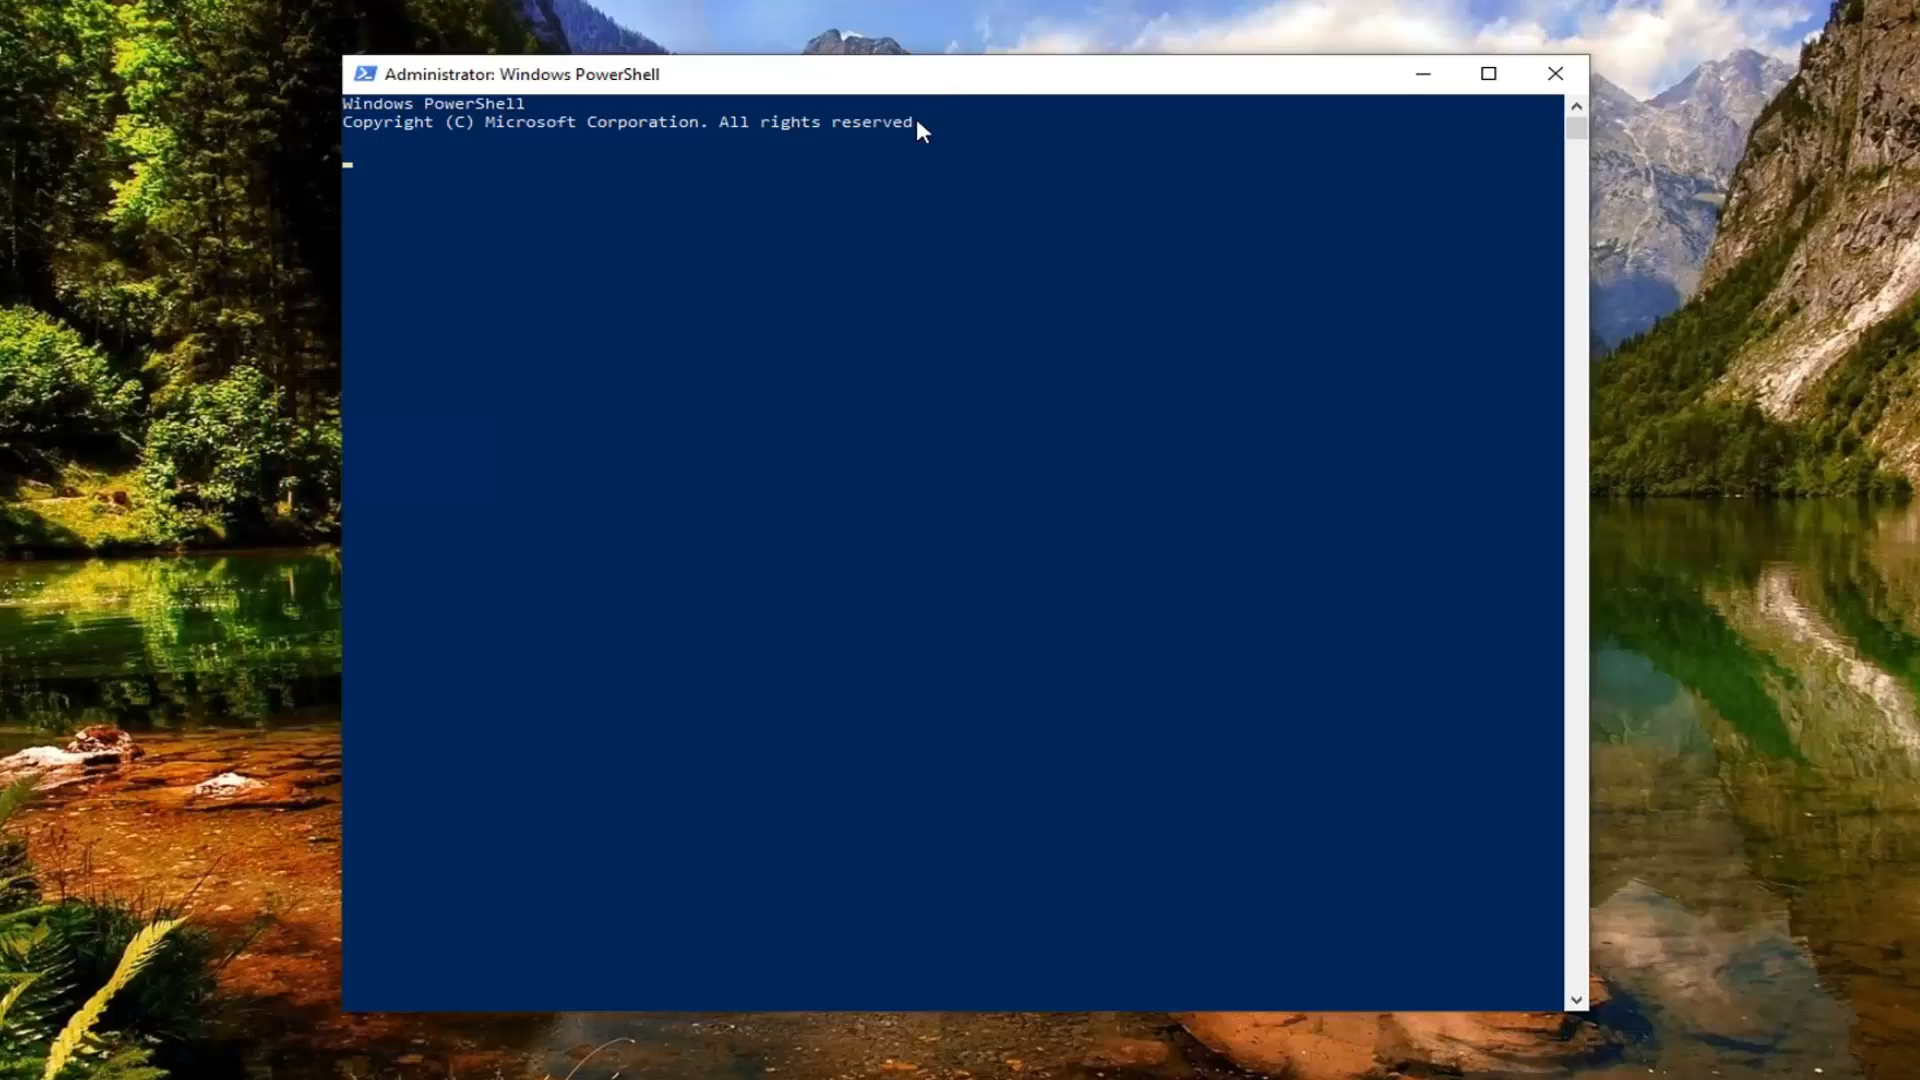 Administrator: Windows PowerShell
Windows PowerShell
Copyright (C) Microsoft Corporation. All rights reserved